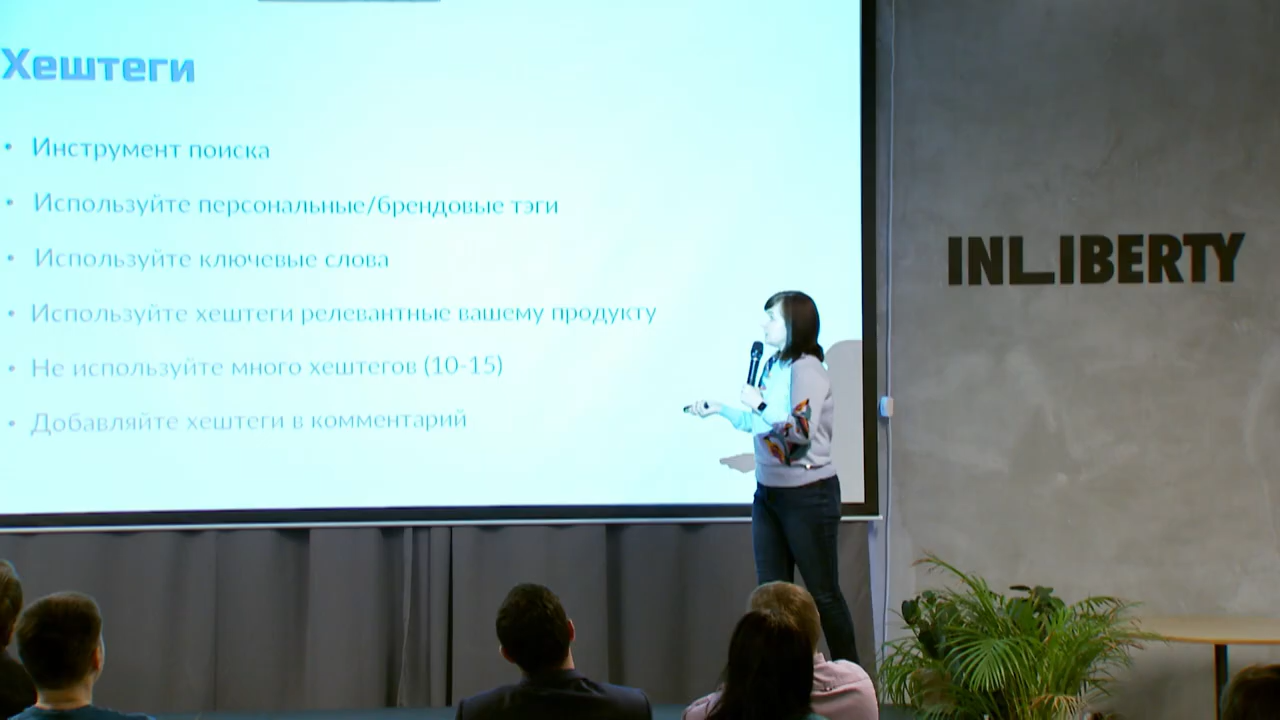 Хештеги
• Инструмент поиска
• Используйте персональные/брендовые тэги
• Используйте ключевые слова
• Используйте хештеги релевантные вашему продукту
• Не используйте много хештегов (10-15)
• Добавляйте хештеги в комментарий
INLIBERTY